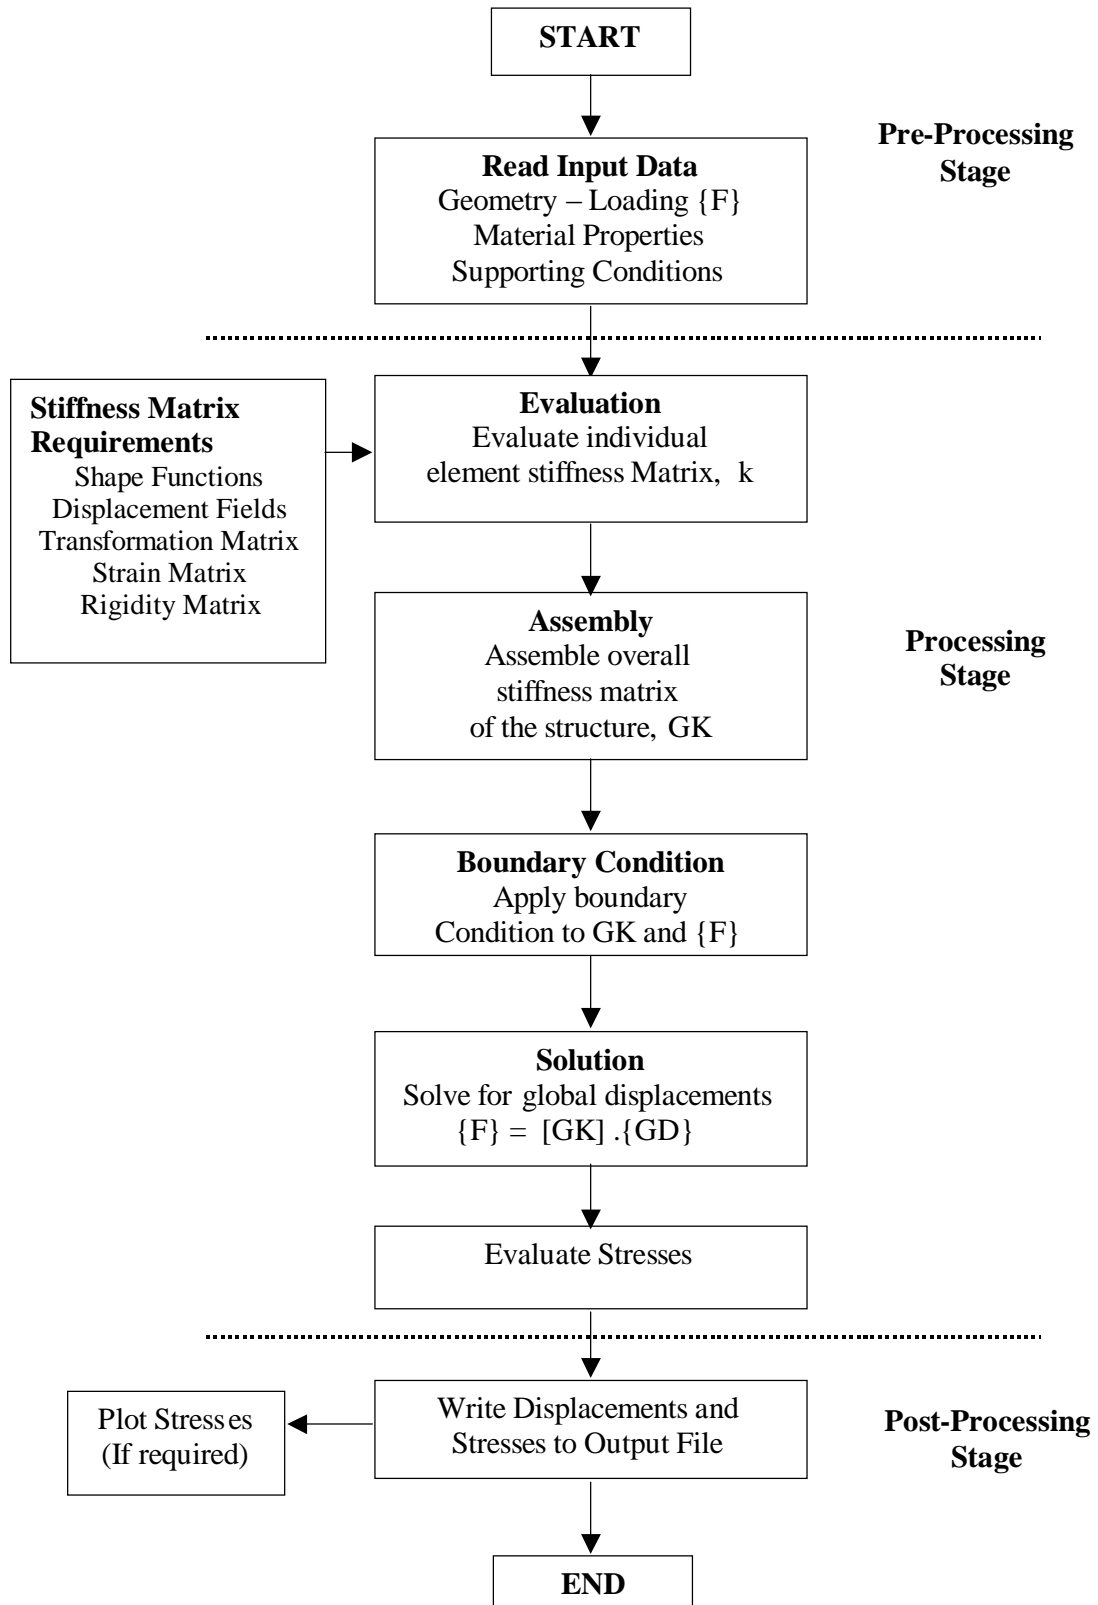 START
Pre-Processing
Stage
Read Input Data
Geometry – Loading {F}
Material Properties
Supporting Conditions
Stiffness Matrix
Requirements
Shape Functions
Displacement Fields
Transformation Matrix
Strain Matrix
Rigidity Matrix
Evaluation
Evaluate individual
element stiffness Matrix, k
Assembly
Assemble overall
stiffness matrix
of the structure, GK
Processing
Stage
Boundary Condition
Apply boundary
Condition to GK and {F}
Solution
Solve for global displacements
{F} = [GK] .{GD}
Evaluate Stresses
Plot Stresses
(If required)
Write Displacements and
Stresses to Output File
Post-Processing
Stage
END